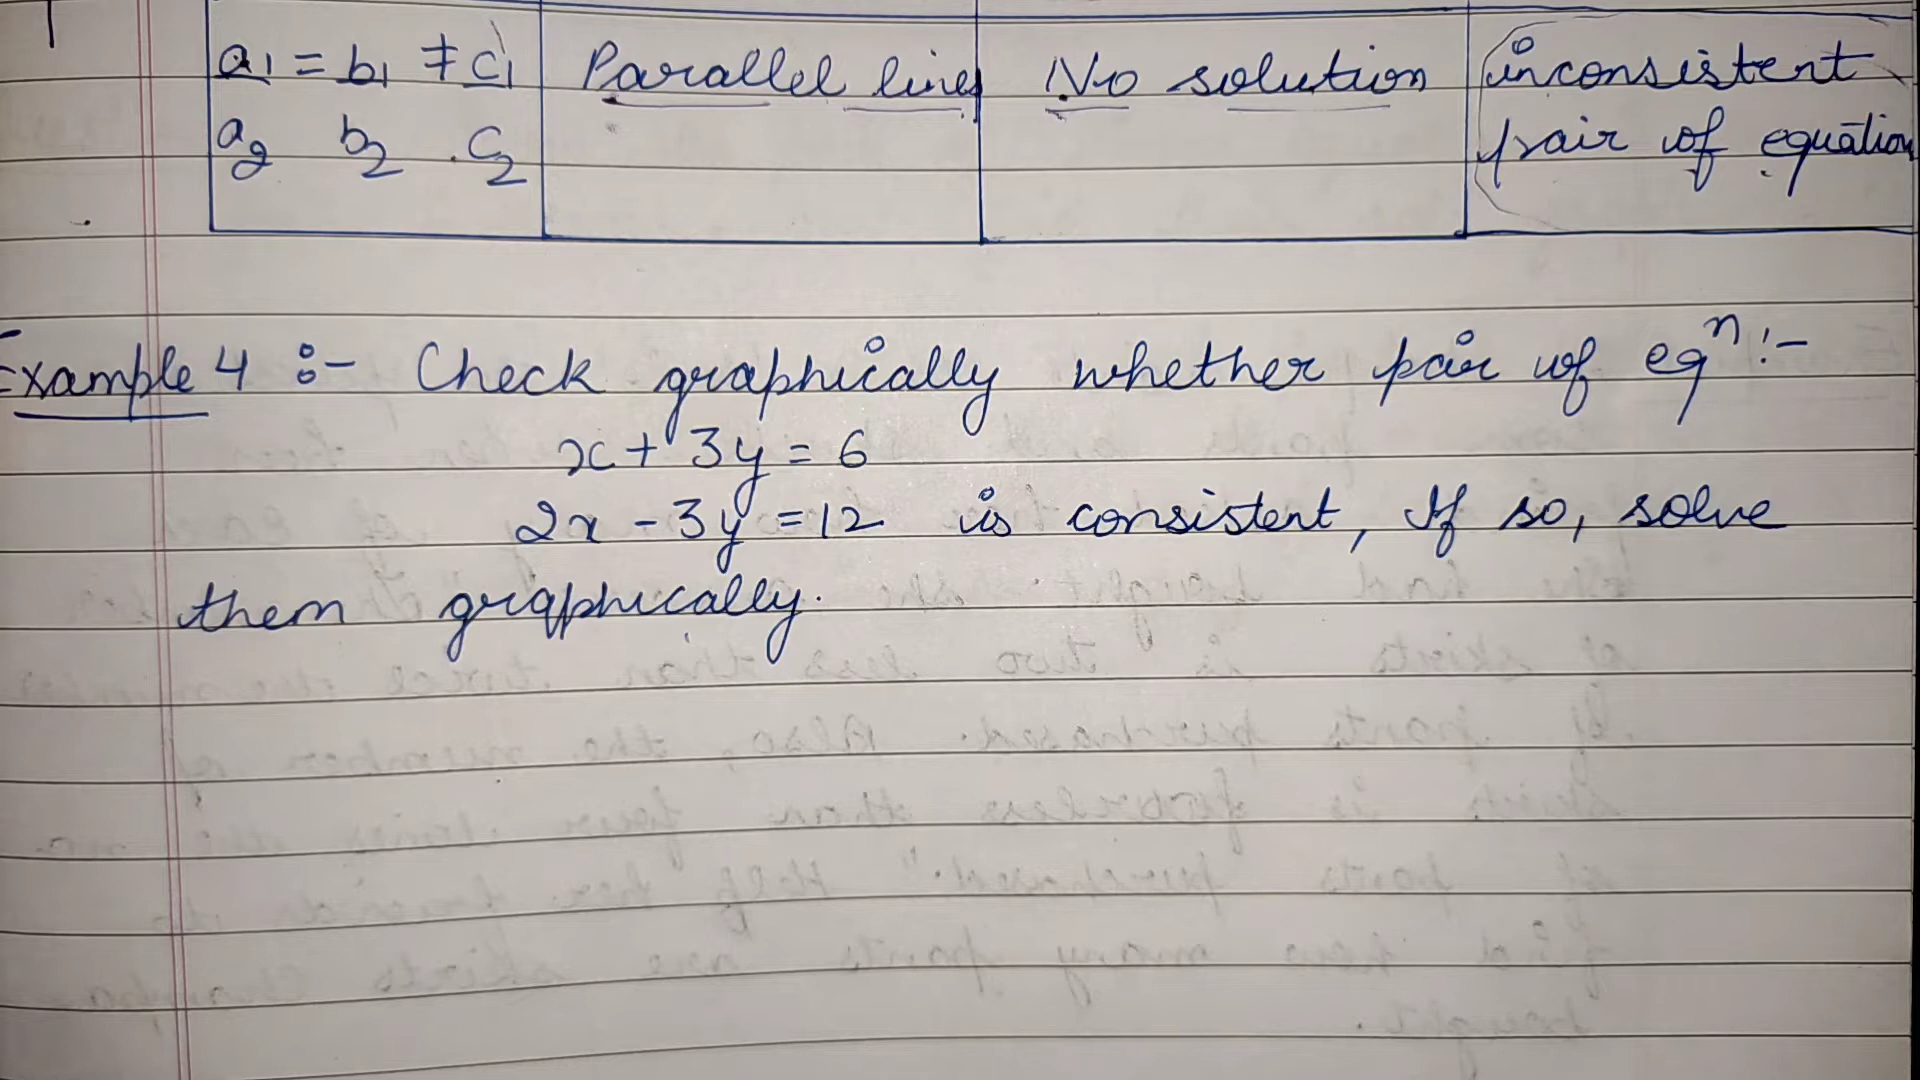 a1 = b1 ≠ c1 Parallel lines No solution inconsistent
a2 b2 c2 pair of equation
Example 4 :- Check graphically whether pair of eqⁿ :-
x + 3y = 6
2x - 3y = 12 is consistent, If so, solve
them graphically.